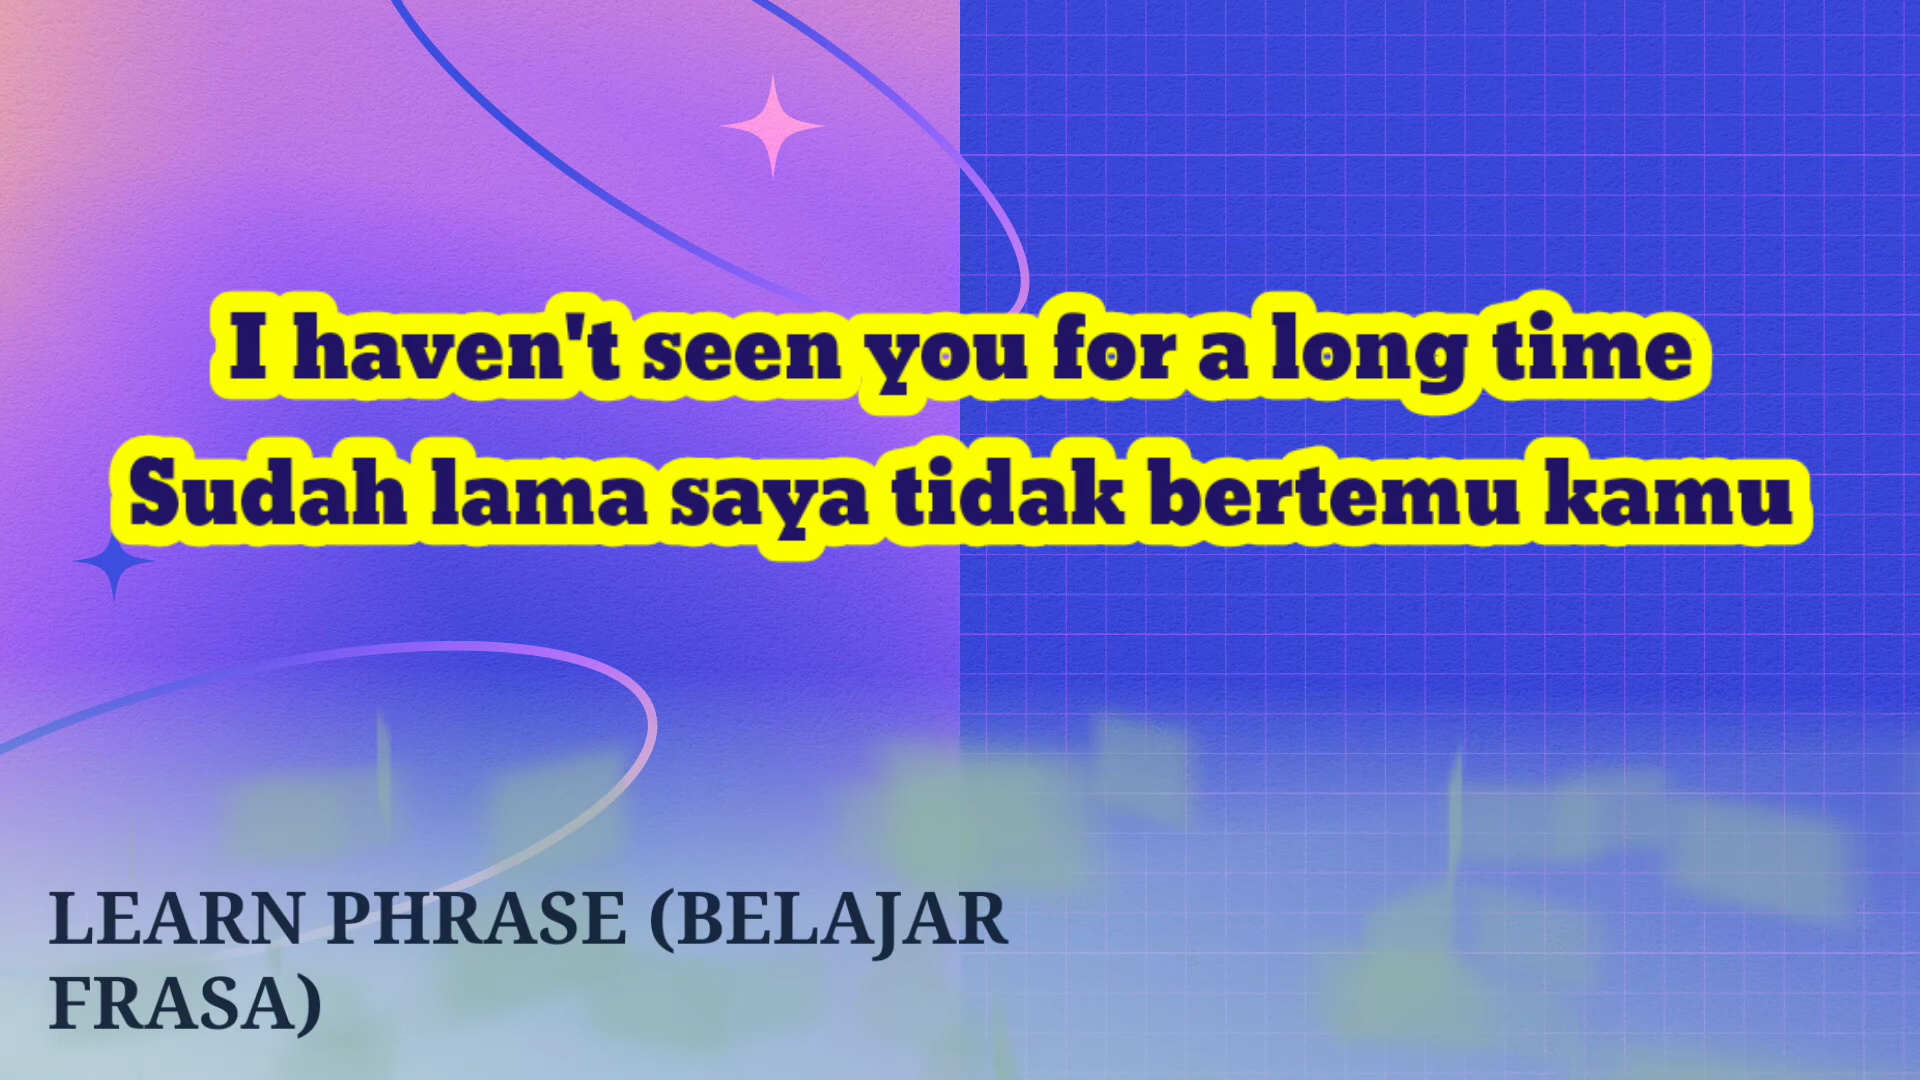 I haven't seen you for a long time
Sudah lama saya tidak bertemu kamu
LEARN PHRASE (BELAJAR
FRASA)